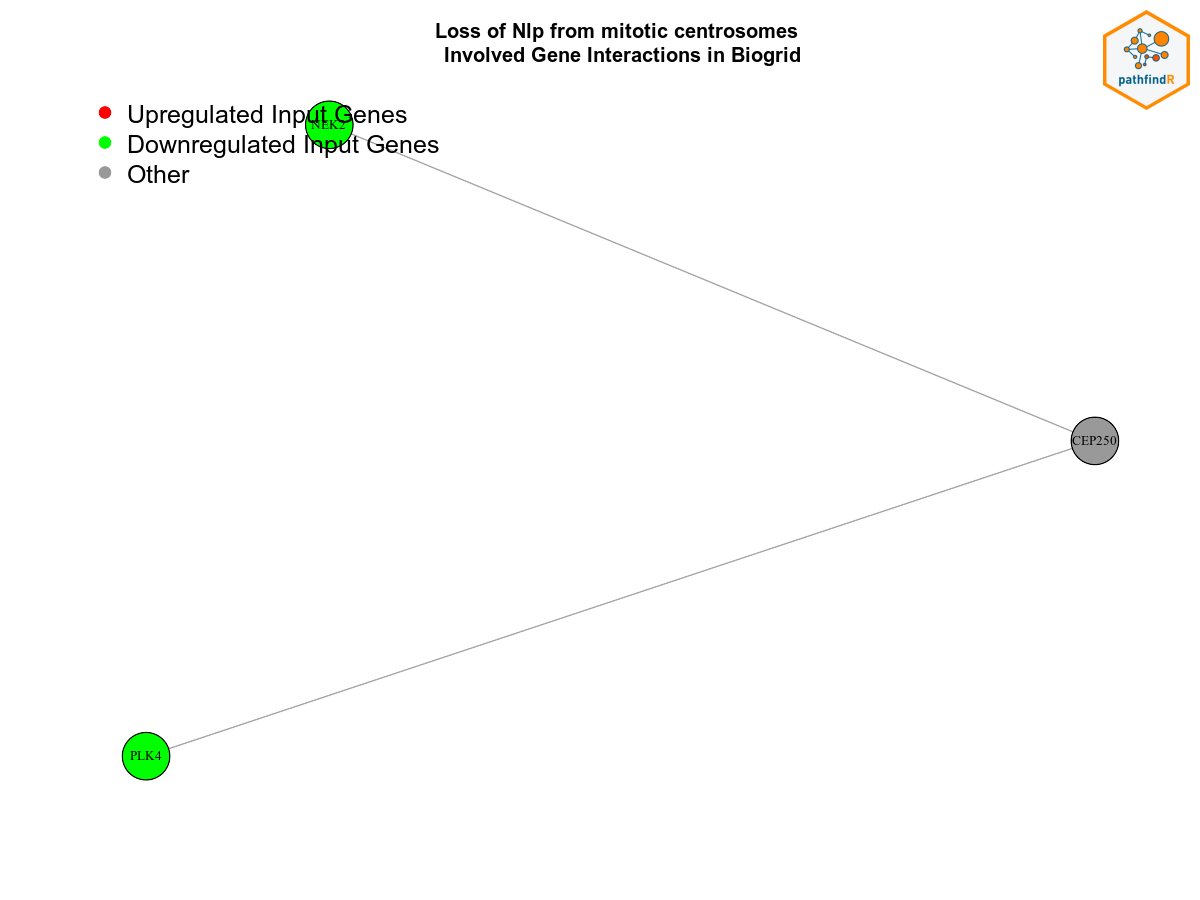 Loss of Nlp from mitotic centrosomes
Involved Gene Interactions in Biogrid
pathfindR
Upregulated Input Genes
NEK2
Downregulated Input Genes
Other
CEP250
PLK4